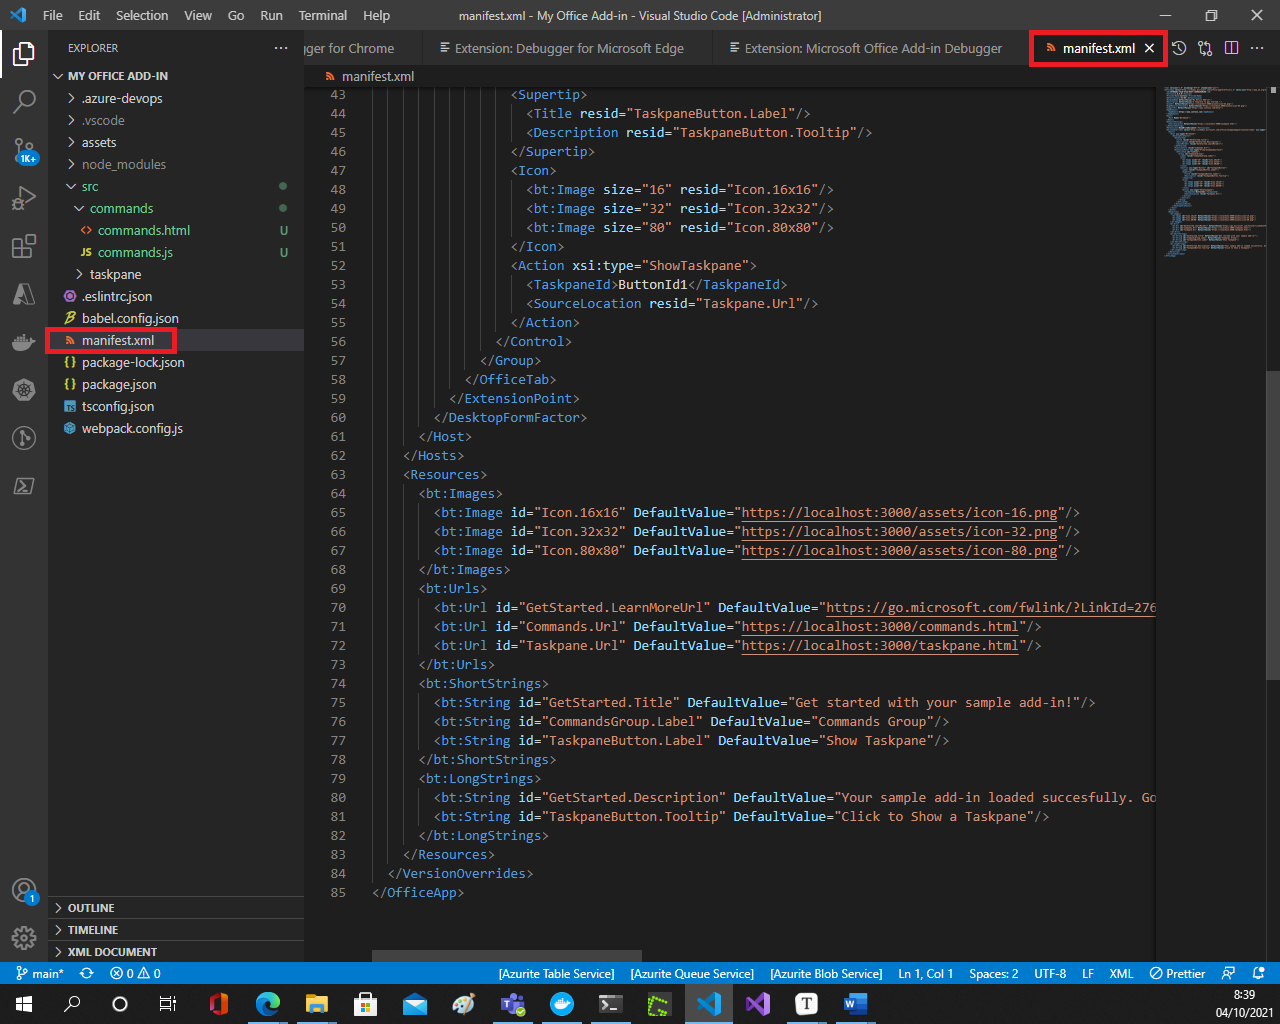 File Edit Selection View Go Run Terminal Help manifest.xml - My Office Add-in - Visual Studio Code [Administrator]
EXPLORER
gger for Chrome Extension: Debugger for Microsoft Edge Extension: Microsoft Office Add-in Debugger manifest.xml
MY OFFICE ADD-IN
.azure-devops
.vscode
assets
node_modules
src
commands
commands.html U
JS commands.js U
taskpane
.eslintrc.json
babel.config.json
manifest.xml
{} package-lock.json
{} package.json
TS tsconfig.json
webpack.config.js
OUTLINE
TIMELINE
XML DOCUMENT
1K+
1
manifest.xml
43 <Supertip>
44 <Title resid="TaskpaneButton.Label"/>
45 <Description resid="TaskpaneButton.Tooltip"/>
46 </Supertip>
47 <Icon>
48 <bt:Image size="16" resid="Icon.16x16"/>
49 <bt:Image size="32" resid="Icon.32x32"/>
50 <bt:Image size="80" resid="Icon.80x80"/>
51 </Icon>
52 <Action xsi:type="ShowTaskpane">
53 <TaskpaneId>ButtonId1</TaskpaneId>
54 <SourceLocation resid="Taskpane.Url"/>
55 </Action>
56 </Control>
57 </Group>
58 </OfficeTab>
59 </ExtensionPoint>
60 </DesktopFormFactor>
61 </Host>
62 </Hosts>
63 <Resources>
64 <bt:Images>
65 <bt:Image id="Icon.16x16" DefaultValue="https://localhost:3000/assets/icon-16.png"/>
66 <bt:Image id="Icon.32x32" DefaultValue="https://localhost:3000/assets/icon-32.png"/>
67 <bt:Image id="Icon.80x80" DefaultValue="https://localhost:3000/assets/icon-80.png"/>
68 </bt:Images>
69 <bt:Urls>
70 <bt:Url id="GetStarted.LearnMoreUrl" DefaultValue="https://go.microsoft.com/fwlink/?LinkId=276
71 <bt:Url id="Commands.Url" DefaultValue="https://localhost:3000/commands.html"/>
72 <bt:Url id="Taskpane.Url" DefaultValue="https://localhost:3000/taskpane.html"/>
73 </bt:Urls>
74 <bt:ShortStrings>
75 <bt:String id="GetStarted.Title" DefaultValue="Get started with your sample add-in!"/>
76 <bt:String id="CommandsGroup.Label" DefaultValue="Commands Group"/>
77 <bt:String id="TaskpaneButton.Label" DefaultValue="Show Taskpane"/>
78 </bt:ShortStrings>
79 <bt:LongStrings>
80 <bt:String id="GetStarted.Description" DefaultValue="Your sample add-in loaded succesfully. Go
81 <bt:String id="TaskpaneButton.Tooltip" DefaultValue="Click to Show a Taskpane"/>
82 </bt:LongStrings>
83 </Resources>
84 </VersionOverrides>
85 </OfficeApp>
main* 0 0 [Azurite Table Service] [Azurite Queue Service] [Azurite Blob Service] Ln 1, Col 1 Spaces: 2 UTF-8 LF XML Prettier
8:39
04/10/2021